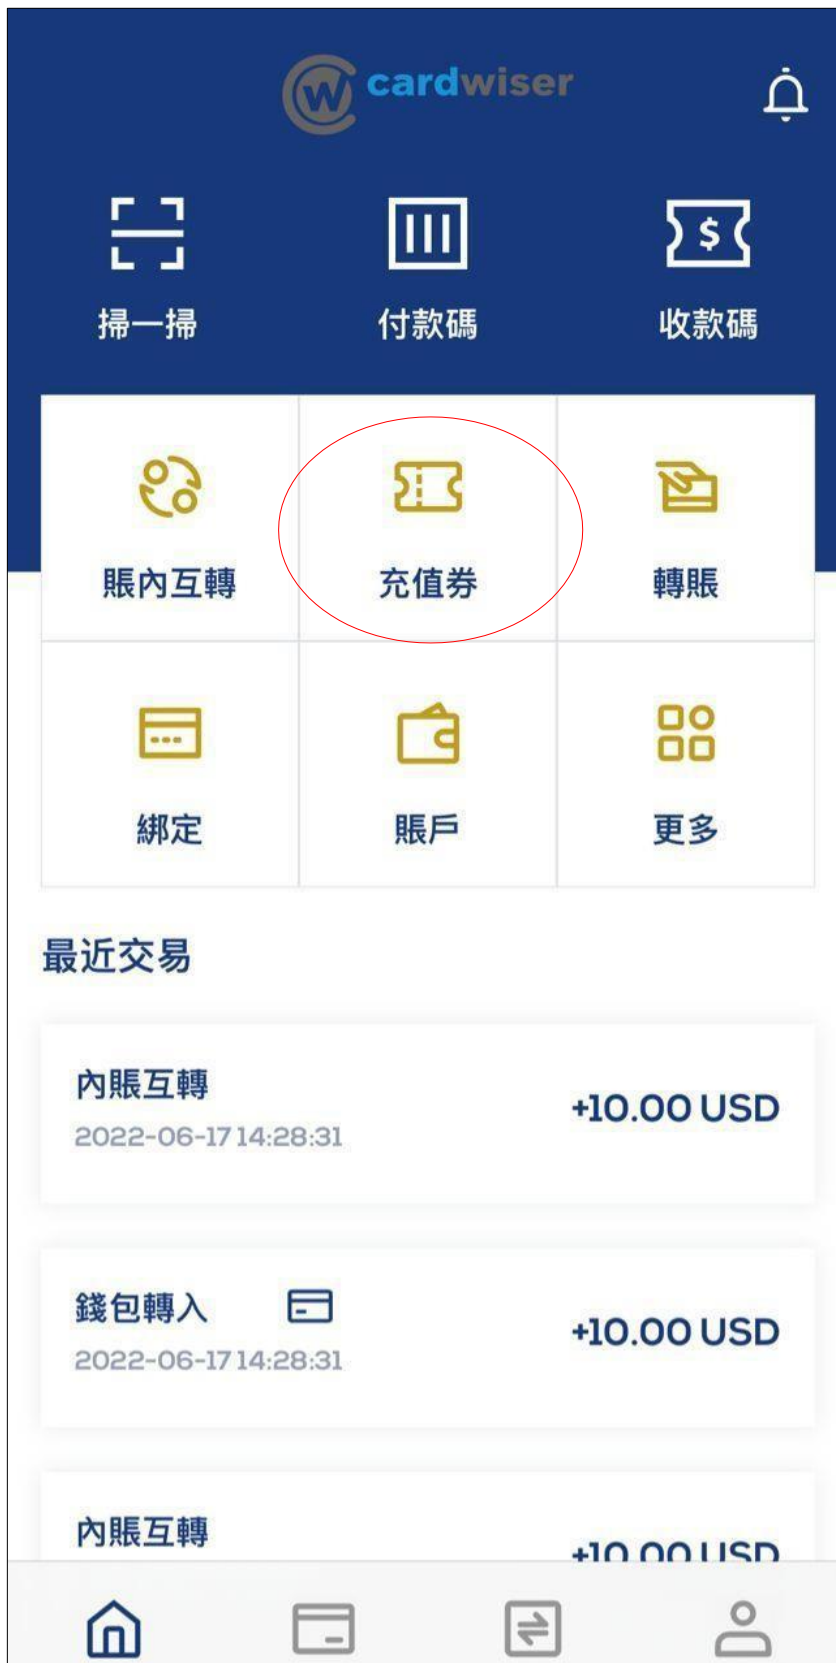 cardwiser
掃一掃
付款碼
收款碼
賬內互轉
充值券
轉賬
綁定
賬戶
更多
最近交易
內賬互轉
+10.00 USD
2022-06-17 14:28:31
錢包轉入
+10.00 USD
2022-06-17 14:28:31
內賬互轉
+10.00 USD